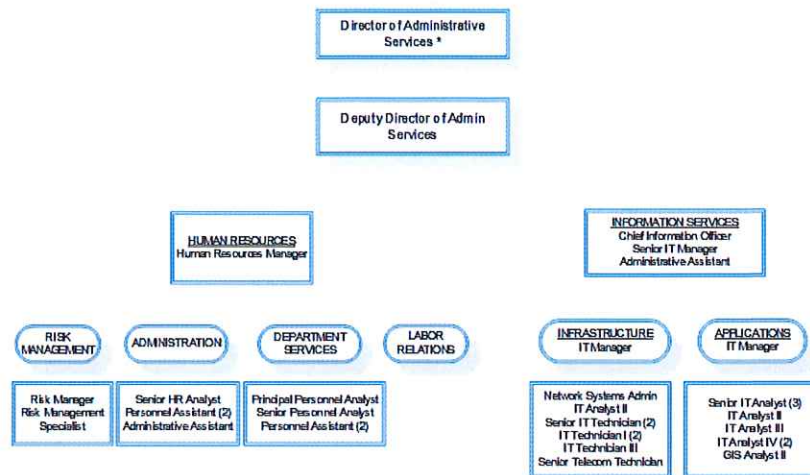 Director of Administrative
Services *
Deputy Director of Admin
Services
HUMAN RESOURCES
Human Resources Manager
INFORMATION SERVICES
Chief Information Officer
Senior IT Manager
Administrative Assistant
RISK
MANAGEMENT
ADMINISTRATION
DEPARTMENT
SERVICES
LABOR
RELATIONS
INFRASTRUCTURE
IT Manager
APPLICATIONS
IT Manager
Risk Manager
Risk Management
Specialist
Senior HR Analyst
Personnel Assistant (2)
Administrative Assistant
Principal Personnel Analyst
Senior Personnel Analyst
Personnel Assistant (2)
Network Systems Admin
IT Analyst II
Senior IT Technician (2)
IT Technician I (2)
IT Technician III
Senior Telecom Technician
Senior IT Analyst (3)
IT Analyst II
IT Analyst III
IT Analyst IV (2)
GIS Analyst II